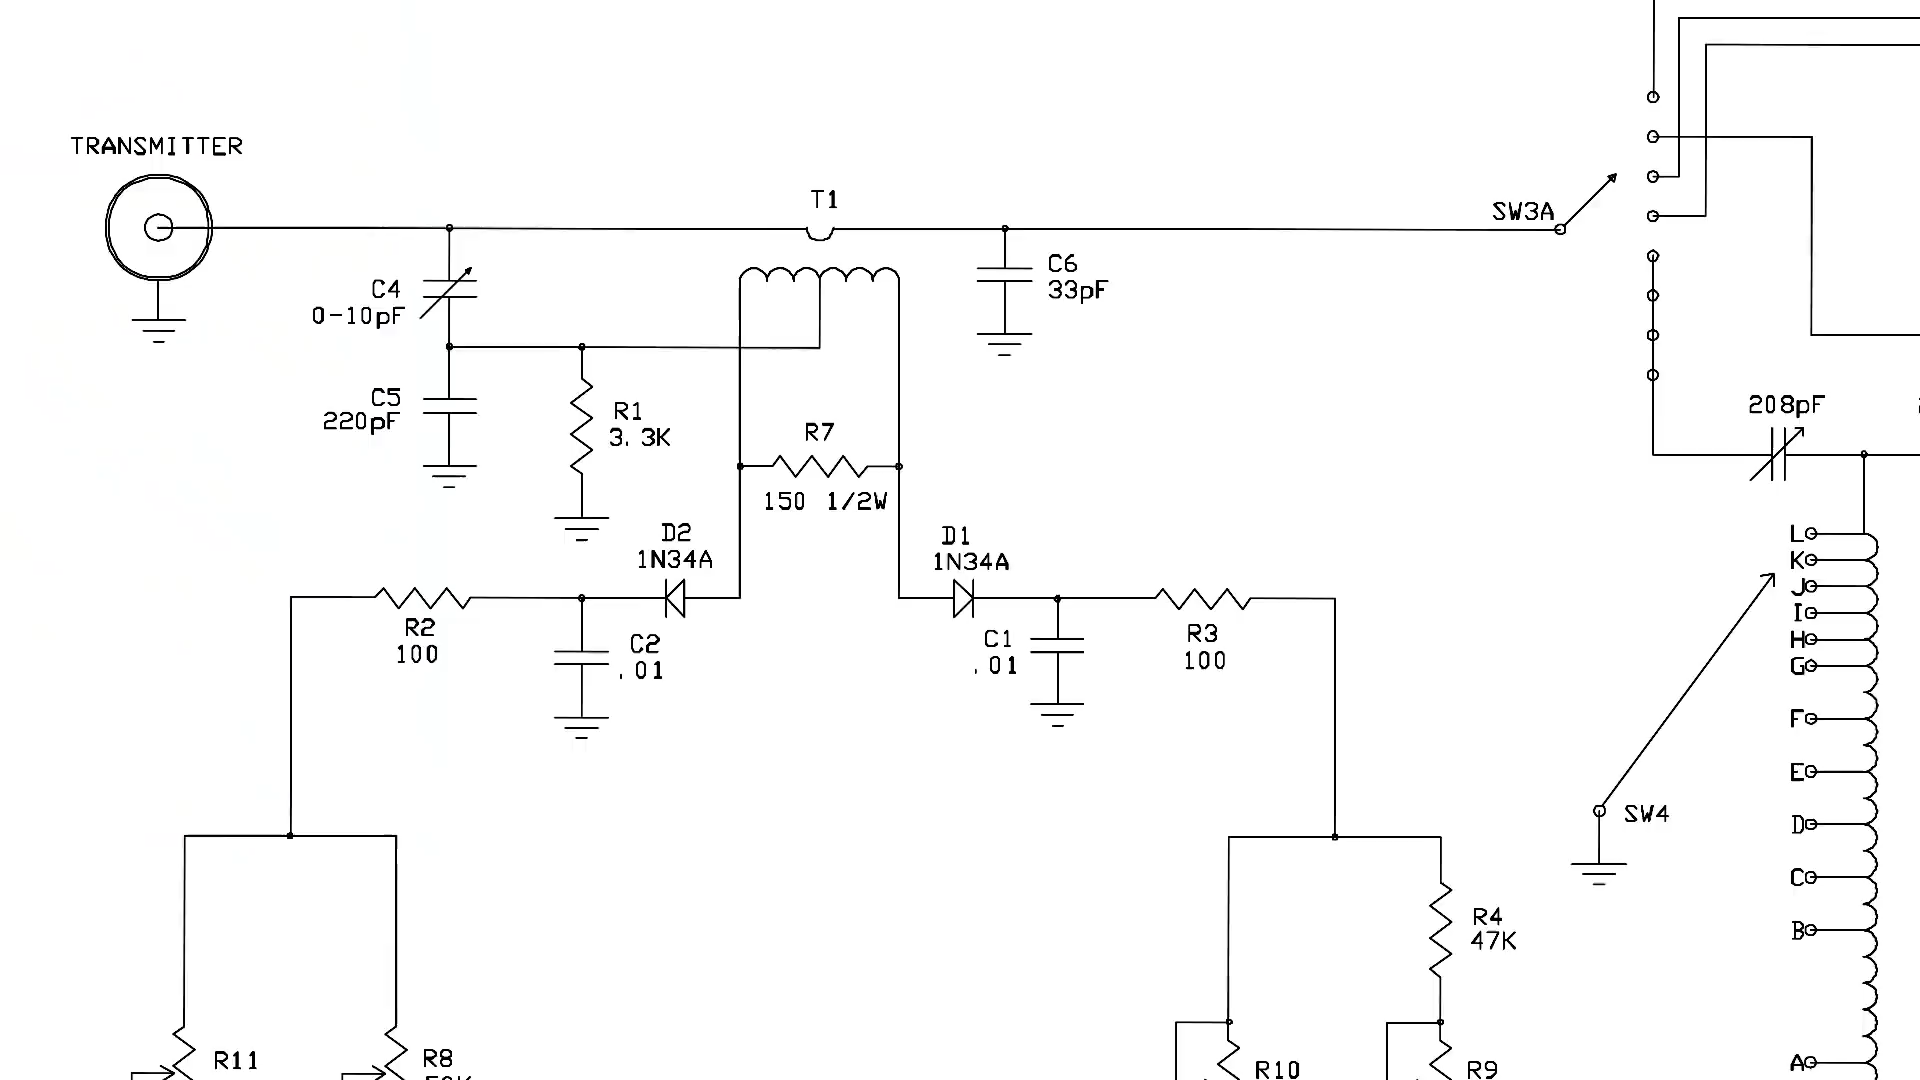 TRANSMITTER
T1
SW3A
C4
0-10pF
C6
33pF
C5
220pF
R1
3.3K
R7
150 1/2W
208pF
D2
1N34A
D1
1N34A
R2
100
C2
.01
C1
.01
R3
100
L
K
J
I
H
G
F
E
D
C
B
A
SW4
R4
47K
R11
R8
R10
R9